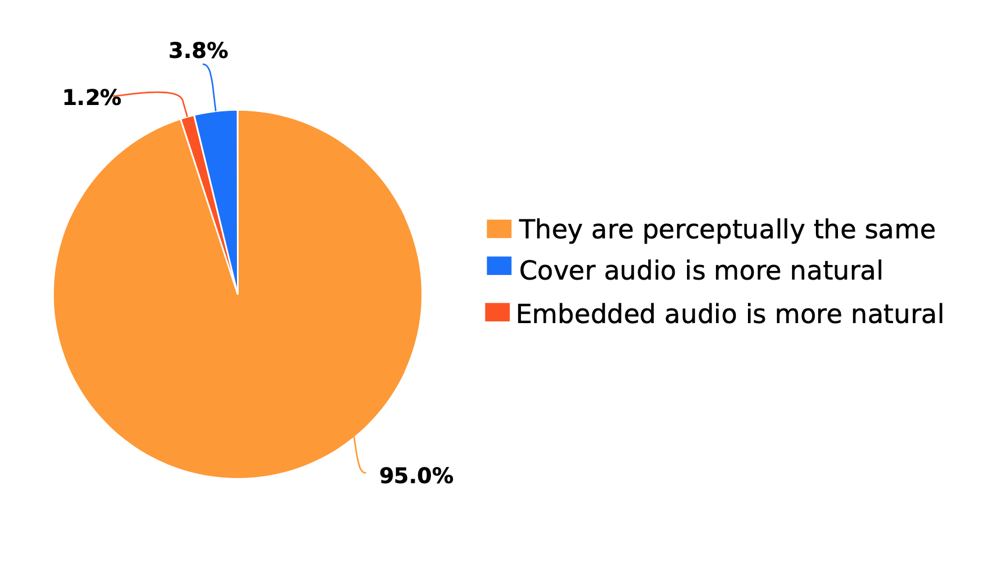 3.8%
1.2%
They are perceptually the same
Cover audio is more natural
Embedded audio is more natural
95.0%